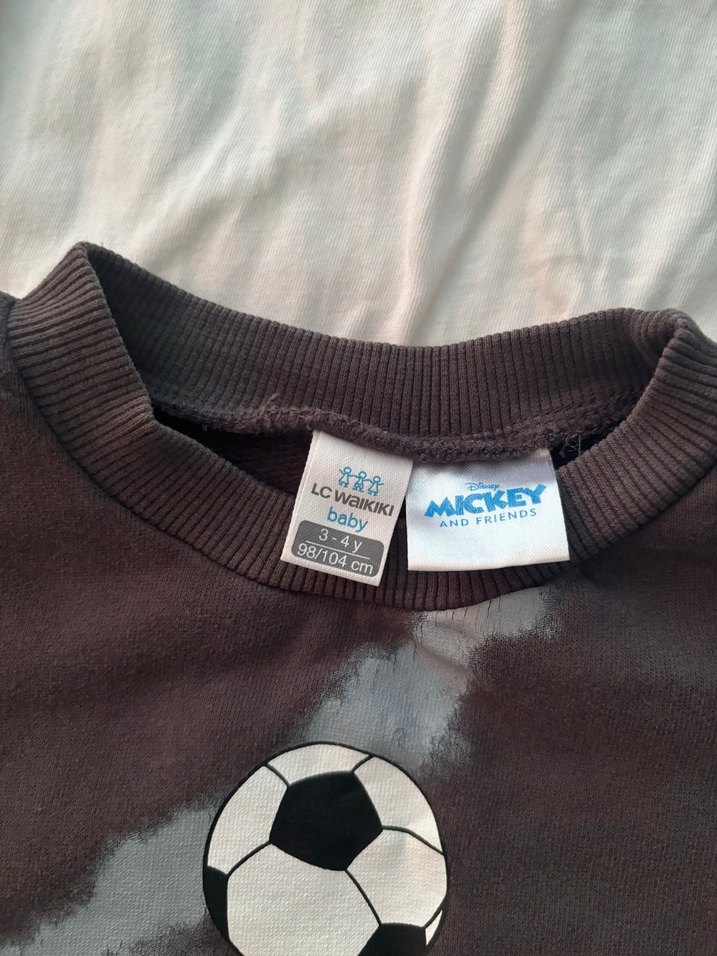 LC WAIKIKI
baby
3 - 4 y
98/104 cm
Disney
MICKEY
AND FRIENDS